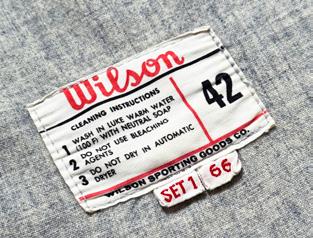 Wilson
CLEANING INSTRUCTIONS
42
1 WASH IN LUKE WARM WATER
(100 F) WITH NEUTRAL SOAP
2 DO NOT USE BLEACHING
AGENTS
3 DO NOT DRY IN AUTOMATIC
DRYER
WILSON SPORTING GOODS CO.
SET 1 66